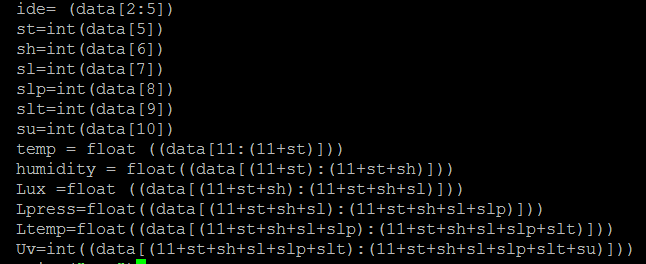 ide= (data[2:5])
st=int(data[5])
sh=int(data[6])
sl=int(data[7])
slp=int(data[8])
slt=int(data[9])
su=int(data[10])
temp = float ((data[11:(11+st)]))
humidity = float((data[(11+st):(11+st+sh)]))
Lux =float ((data[(11+st+sh):(11+st+sh+sl)]))
Lpress=float((data[(11+st+sh+sl):(11+st+sh+sl+slp)]))
Ltemp=float((data[(11+st+sh+sl+slp):(11+st+sh+sl+slp+slt)]))
Uv=int((data[(11+st+sh+sl+slp+slt):(11+st+sh+sl+slp+slt+su)]))